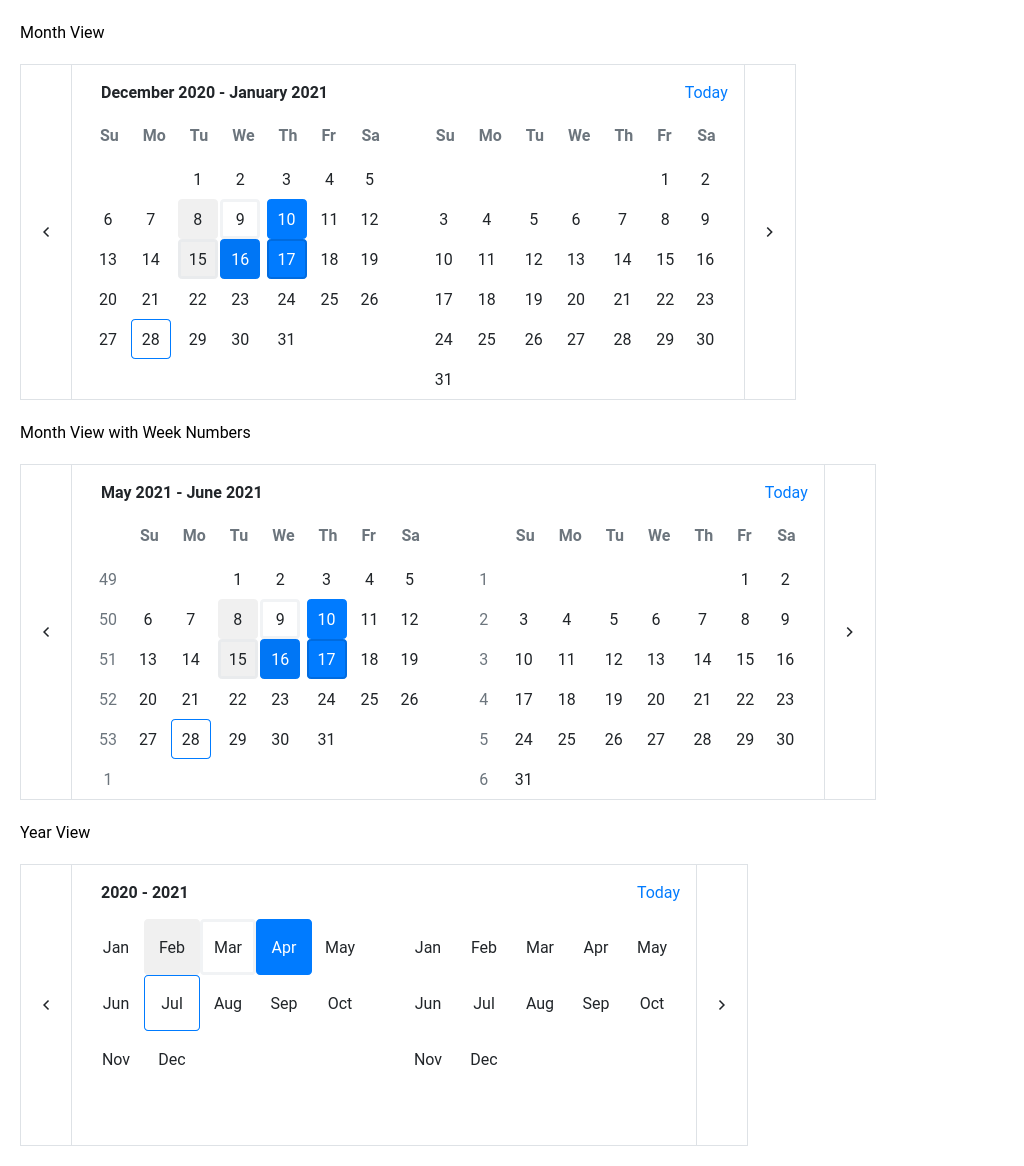 Month View
December 2020 - January 2021 Today
Su Mo Tu We Th Fr Sa Su Mo Tu We Th Fr Sa
1 2 3 4 5 1 2
6 7 8 9 10 11 12 3 4 5 6 7 8 9
13 14 15 16 17 18 19 10 11 12 13 14 15 16
20 21 22 23 24 25 26 17 18 19 20 21 22 23
27 28 29 30 31 24 25 26 27 28 29 30
31
Month View with Week Numbers
May 2021 - June 2021 Today
Su Mo Tu We Th Fr Sa Su Mo Tu We Th Fr Sa
49 1 2 3 4 5 1 1 2
50 6 7 8 9 10 11 12 2 3 4 5 6 7 8 9
51 13 14 15 16 17 18 19 3 10 11 12 13 14 15 16
52 20 21 22 23 24 25 26 4 17 18 19 20 21 22 23
53 27 28 29 30 31 5 24 25 26 27 28 29 30
1 6 31
Year View
2020 - 2021 Today
Jan Feb Mar Apr May Jan Feb Mar Apr May
Jun Jul Aug Sep Oct Jun Jul Aug Sep Oct
Nov Dec Nov Dec